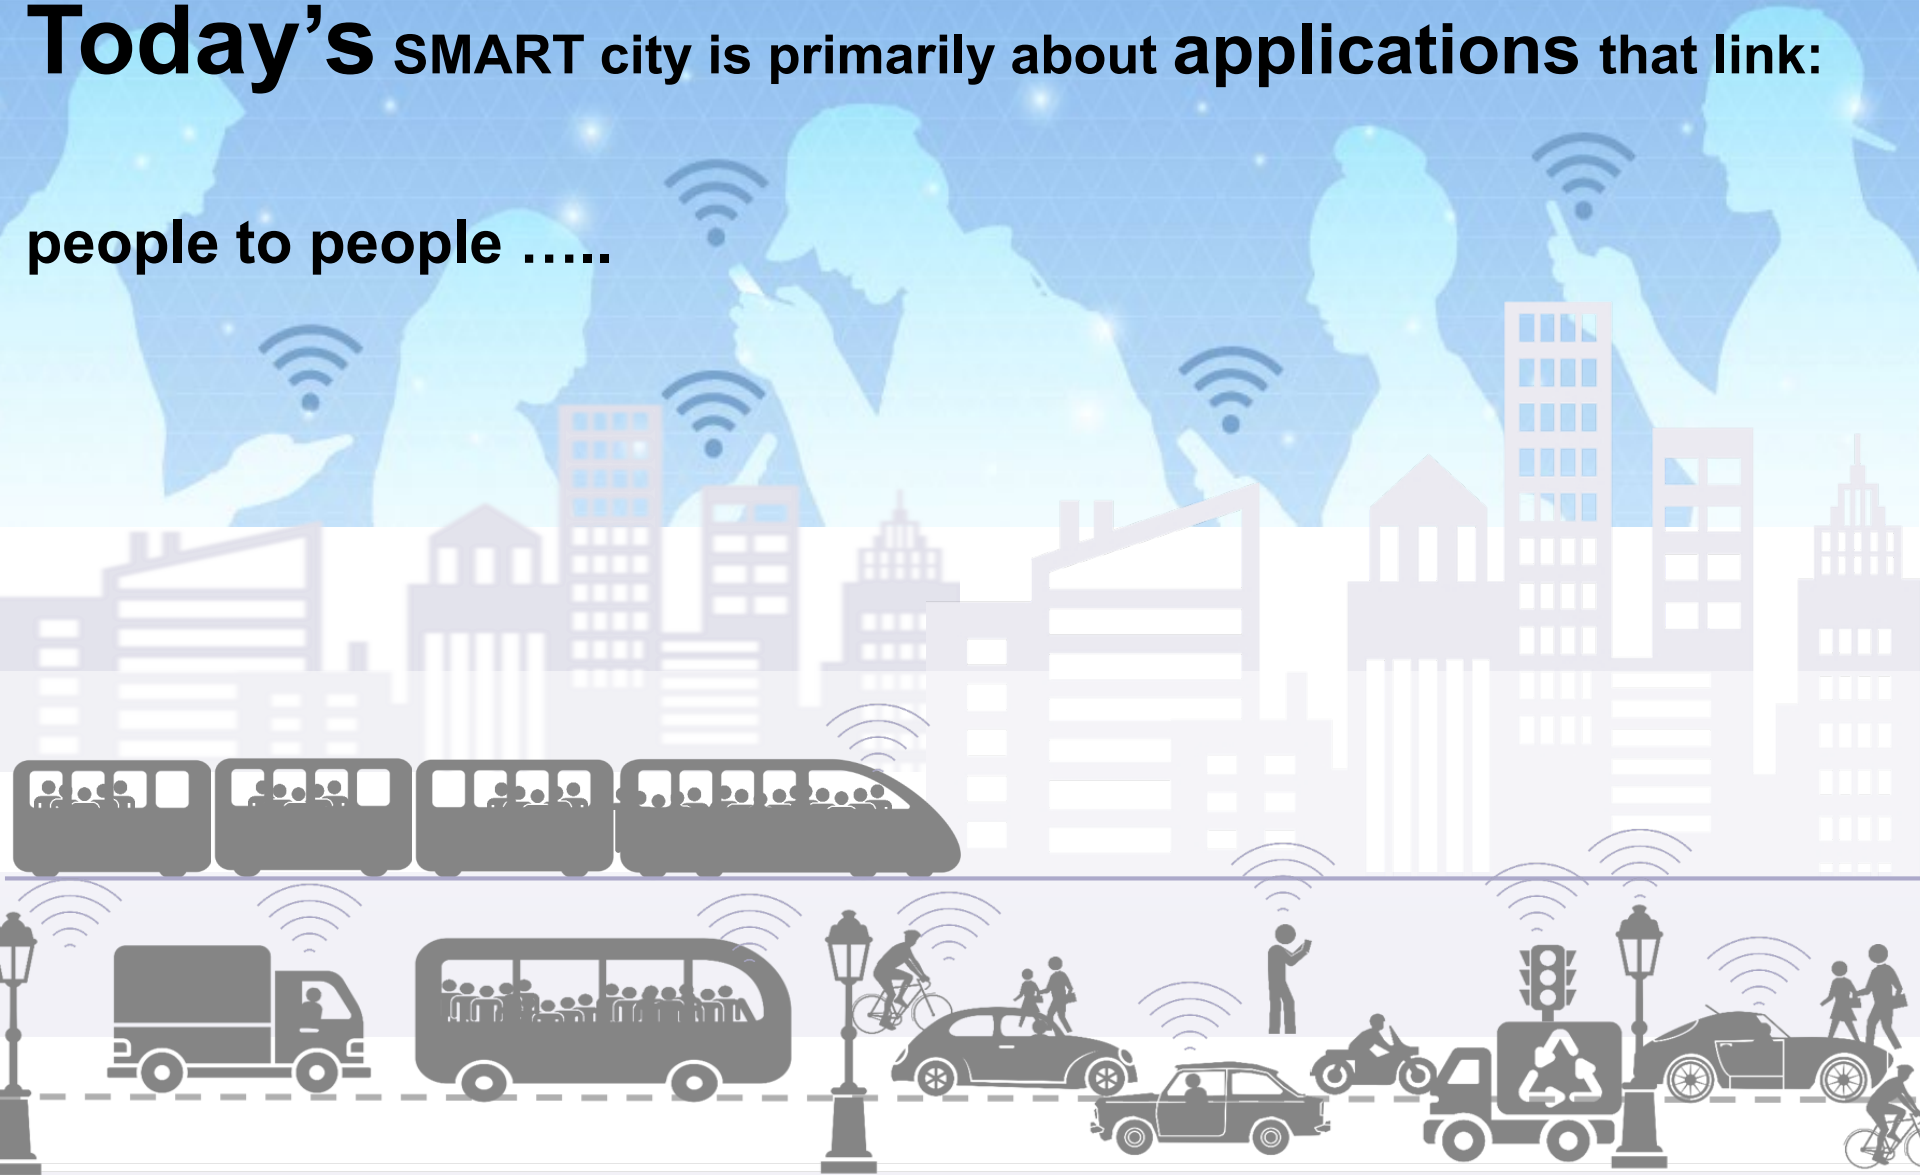 Today’s SMART city is primarily about applications that link:
people to people …..